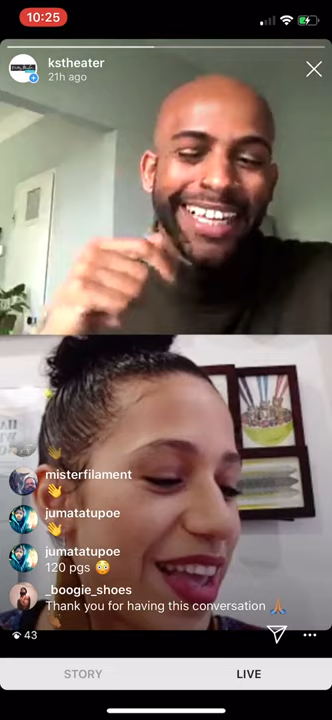 10:25
kstheater
21h ago
misterfilament
jumatatupoe
jumatatupoe
120 pgs 😳
_boogie_shoes
Thank you for having this conversation 🙏🏽
43
STORY
LIVE